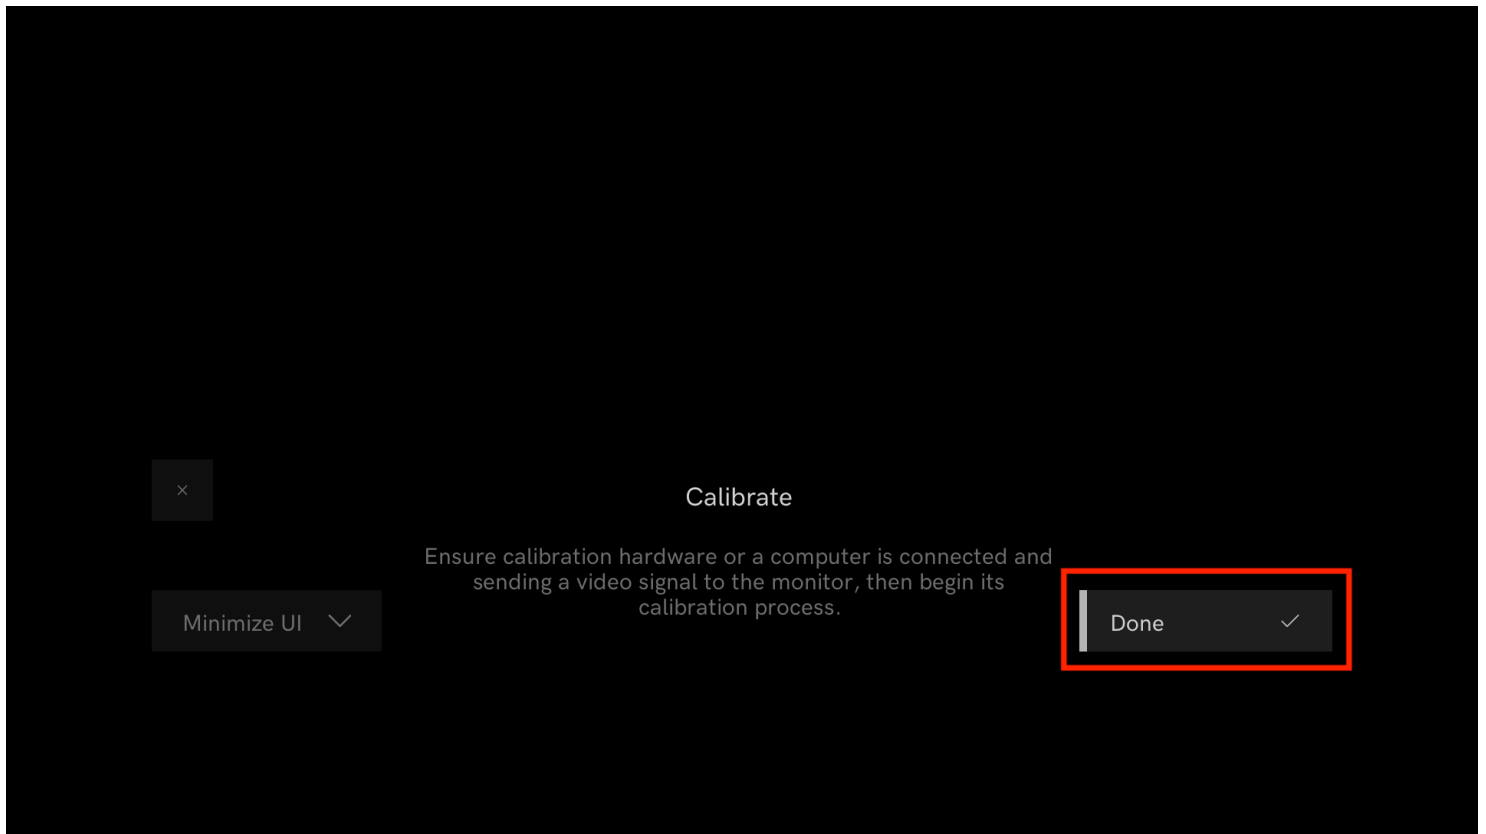 Calibrate
Ensure calibration hardware or a computer is connected and
sending a video signal to the monitor, then begin its
calibration process.
Minimize UI
Done